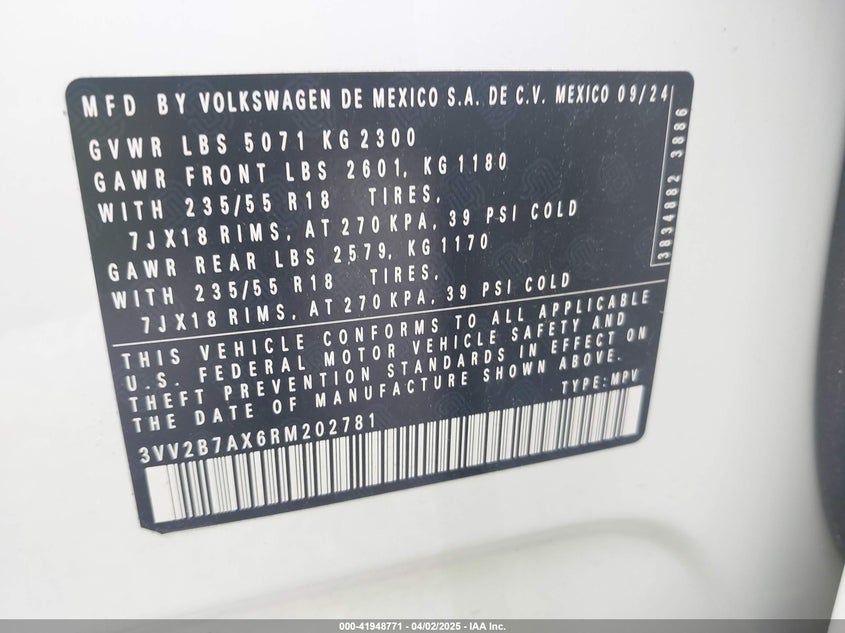 MFD BY VOLKSWAGEN DE MEXICO S.A. DE C.V. MEXICO 09/24
GVWR LBS 5071 KG 2300
GAWR FRONT LBS 2601, KG 1180
WITH 235/55 R18 TIRES,
7JX18 RIMS, AT 270 KPA, 39 PSI COLD
GAWR REAR LBS 2579, KG 1170
WITH 235/55 R18 TIRES,
7JX18 RIMS, AT 270 KPA, 39 PSI COLD
3834882 3886
THIS VEHICLE CONFORMS TO ALL APPLICABLE
U.S. FEDERAL MOTOR VEHICLE SAFETY AND
THEFT PREVENTION STANDARDS IN EFFECT ON
THE DATE OF MANUFACTURE SHOWN ABOVE.
TYPE: MPV
3VV2B7AX6RM202781
000-41948771 - 04/02/2025 - IAA Inc.